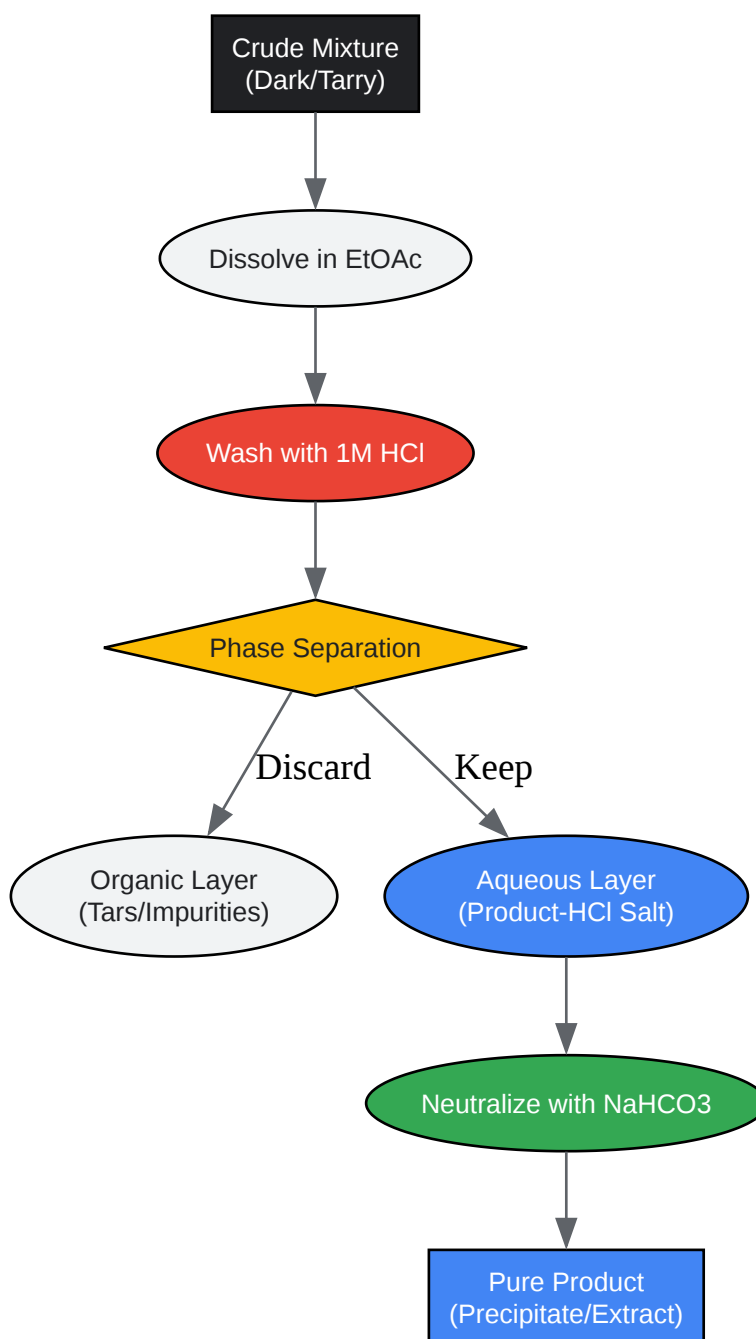 Crude Mixture
(Dark/Tarry)
Dissolve in EtOAc
Wash with 1M HCl
Phase Separation
Discard
Keep
Organic Layer
(Tars/Impurities)
Aqueous Layer
(Product-HCl Salt)
Neutralize with NaHCO3
Pure Product
(Precipitate/Extract)